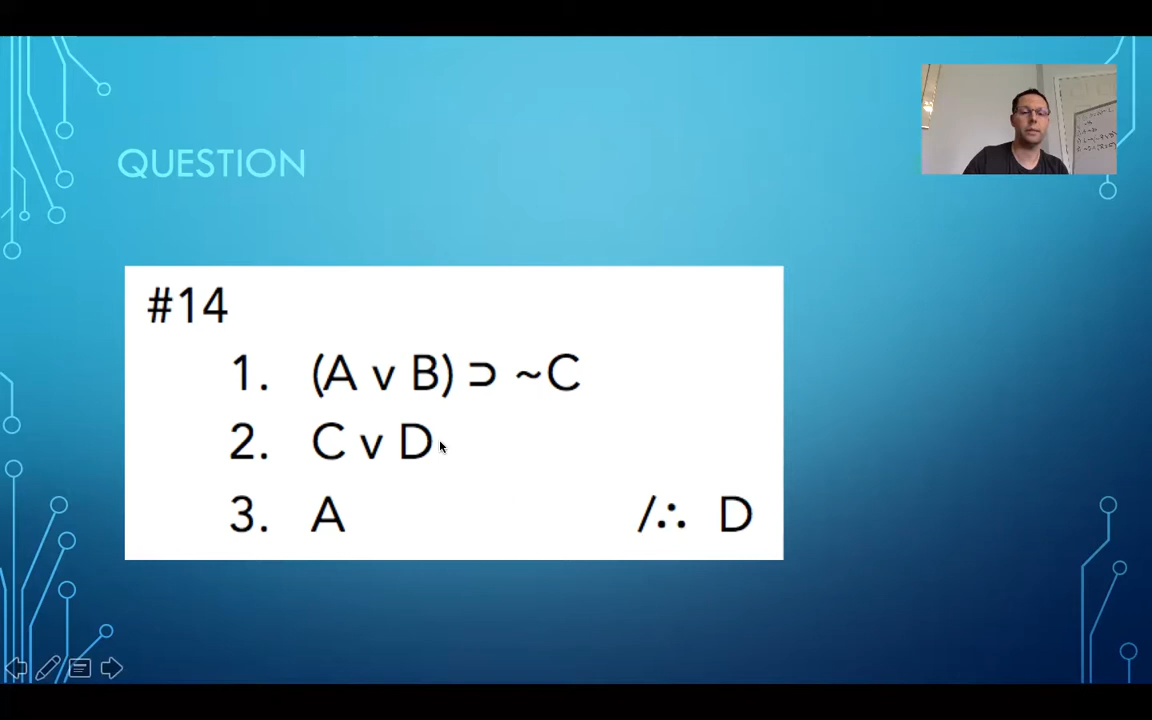 QUESTION
#14
1. (A v B) ⊃ ~C
2. C v D
3. A /∴ D